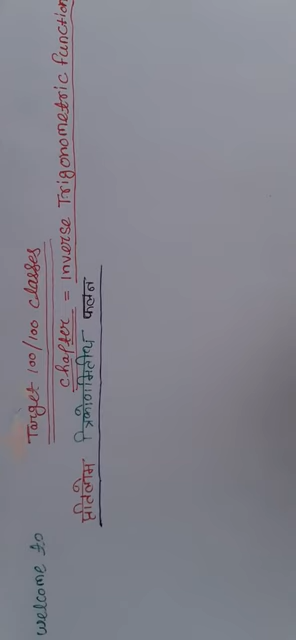 welcome to
Target 100/100 classes
chapter = Inverse Trigonometric function
प्रतिलोम त्रिकोणमितीय फलन